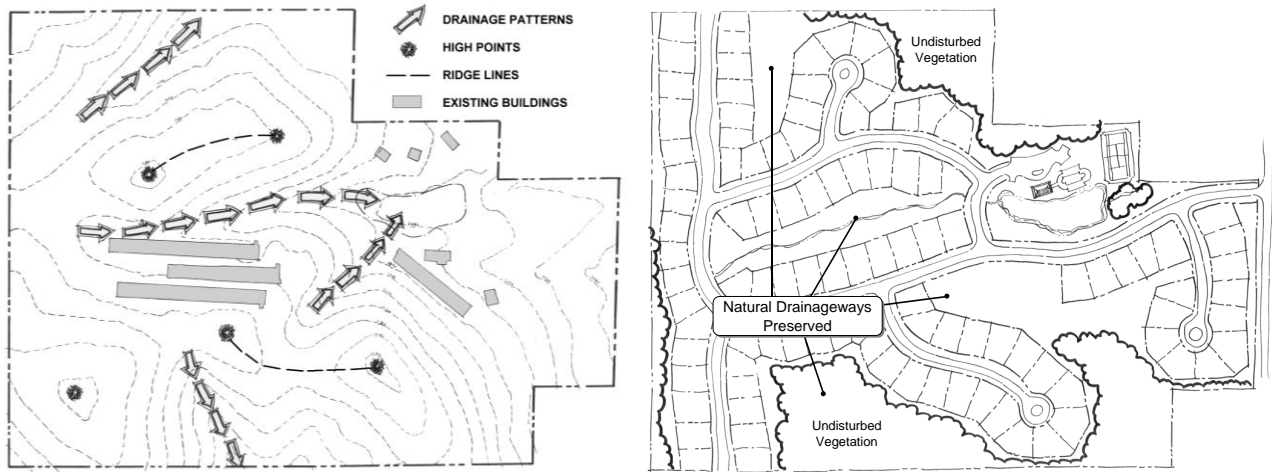 DRAINAGE PATTERNS
HIGH POINTS
RIDGE LINES
EXISTING BUILDINGS
Undisturbed
Vegetation
Natural Drainageways
Preserved
Undisturbed
Vegetation